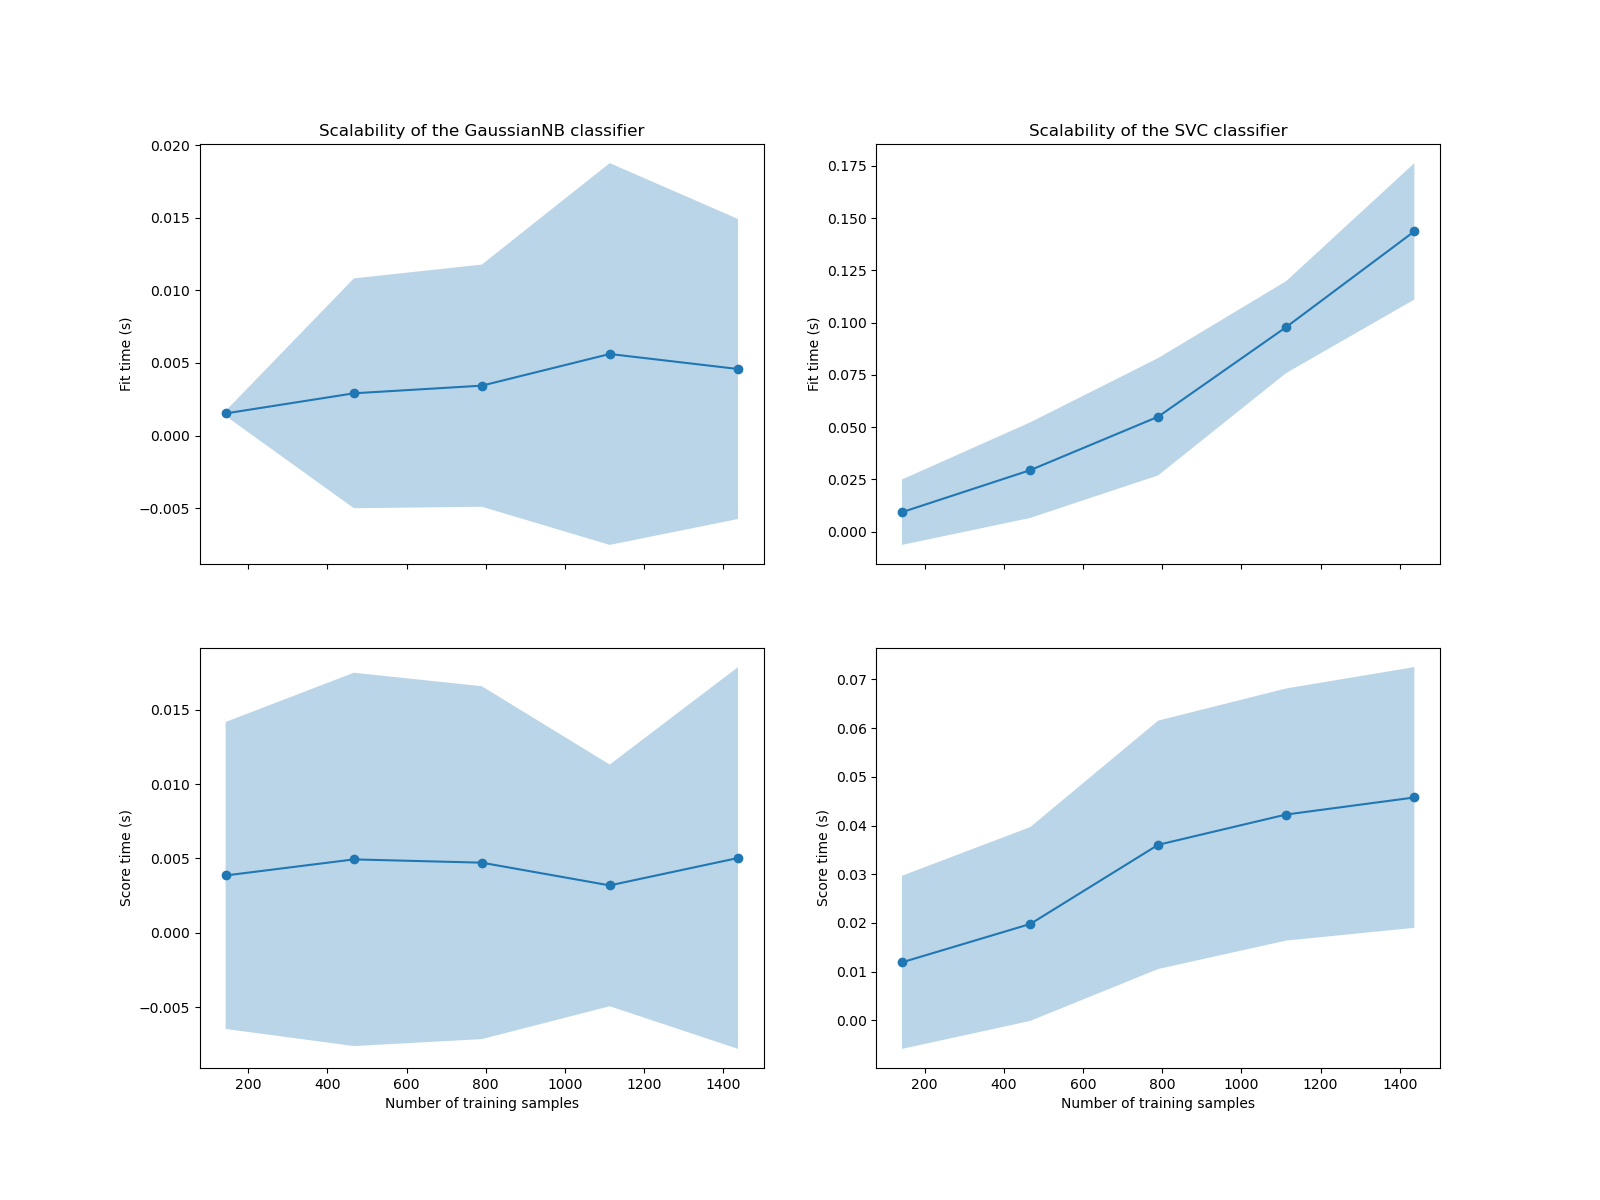 Scalability of the GaussianNB classifier
0.020
0.015
0.010
0.005
0.000
−0.005
Fit time (s)
Scalability of the SVC classifier
0.175
0.150
0.125
0.100
0.075
0.050
0.025
0.000
Fit time (s)
0.015
0.010
0.005
0.000
−0.005
Score time (s)
200 400 600 800 1000 1200 1400
Number of training samples
0.07
0.06
0.05
0.04
0.03
0.02
0.01
0.00
Score time (s)
200 400 600 800 1000 1200 1400
Number of training samples